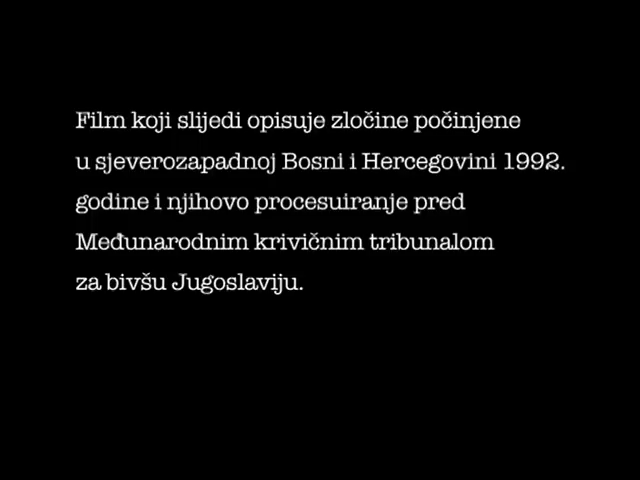 Film koji slijedi opisuje zločine počinjene
u sjeverozapadnoj Bosni i Hercegovini 1992.
godine i njihovo procesuiranje pred
Međunarodnim krivičnim tribunalom
za bivšu Jugoslaviju.